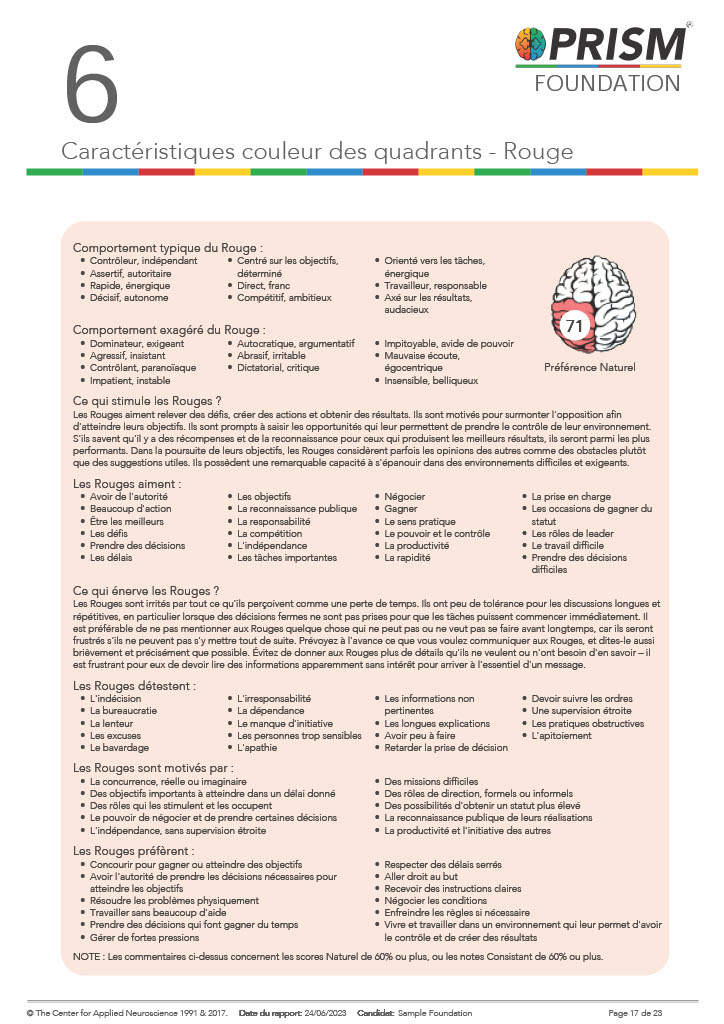 6
PRISM
FOUNDATION
Caractéristiques couleur des quadrants - Rouge
Comportement typique du Rouge :
• Contrôleur, indépendant
• Assertif, autoritaire
• Rapide, énergique
• Décisif, autonome
• Centré sur les objectifs,
déterminé
• Direct, franc
• Compétitif, ambitieux
• Orienté vers les tâches,
énergique
• Travailleur, responsable
• Axé sur les résultats,
audacieux
71
Préférence Naturel
Comportement exagéré du Rouge :
• Dominateur, exigeant
• Agressif, insistant
• Contrôlant, paranoïaque
• Impatient, instable
• Autocratique, argumentatif
• Abrasif, irritable
• Dictatorial, critique
• Impitoyable, avide de pouvoir
• Mauvaise écoute,
égocentrique
• Insensible, belliqueux
Ce qui stimule les Rouges ?
Les Rouges aiment relever des défis, créer des actions et obtenir des résultats. Ils sont motivés pour surmonter l'opposition afin
d'atteindre leurs objectifs. Ils sont prompts à saisir les opportunités qui leur permettent de prendre le contrôle de leur environnement.
S'ils savent qu'il y a des récompenses et de la reconnaissance pour ceux qui produisent les meilleurs résultats, ils seront parmi les plus
performants. Dans la poursuite de leurs objectifs, les Rouges considèrent parfois les opinions des autres comme des obstacles plutôt
que des suggestions utiles. Ils possèdent une remarquable capacité à s'épanouir dans des environnements difficiles et exigeants.
Les Rouges aiment :
• Avoir de l'autorité
• Beaucoup d'action
• Être les meilleurs
• Les défis
• Prendre des décisions
• Les délais
• Les objectifs
• La reconnaissance publique
• La responsabilité
• La compétition
• L'indépendance
• Les tâches importantes
• Négocier
• Gagner
• Le sens pratique
• Le pouvoir et le contrôle
• La productivité
• La rapidité
• La prise en charge
• Les occasions de gagner du
statut
• Les rôles de leader
• Le travail difficile
• Prendre des décisions
difficiles
Ce qui énerve les Rouges ?
Les Rouges sont irrités par tout ce qu'ils perçoivent comme une perte de temps. Ils ont peu de tolérance pour les discussions longues et
répétitives, en particulier lorsque des décisions fermes ne sont pas prises pour que les tâches puissent commencer immédiatement. Il
est préférable de ne pas mentionner aux Rouges quelque chose qui ne peut pas ou ne veut pas se faire avant longtemps, car ils seront
frustrés s'ils ne peuvent pas s'y mettre tout de suite. Prévoyez à l'avance ce que vous voulez communiquer aux Rouges, et dites-le aussi
brièvement et précisément que possible. Évitez de donner aux Rouges plus de détails qu'ils ne veulent ou n'ont besoin d'en savoir – il
est frustrant pour eux de devoir lire des informations apparemment sans intérêt pour arriver à l'essentiel d'un message.
Les Rouges détestent :
• L'indécision
• La bureaucratie
• La lenteur
• Les excuses
• Le bavardage
• L'irresponsabilité
• La dépendance
• Le manque d'initiative
• Les personnes trop sensibles
• L'apathie
• Les informations non
pertinentes
• Les longues explications
• Avoir peu à faire
• Retarder la prise de décision
• Devoir suivre les ordres
• Une supervision étroite
• Les pratiques obstructives
• L'apitoiement
Les Rouges sont motivés par :
• La concurrence, réelle ou imaginaire
• Des objectifs importants à atteindre dans un délai donné
• Des rôles qui les stimulent et les occupent
• Le pouvoir de négocier et de prendre certaines décisions
• L'indépendance, sans supervision étroite
• Des missions difficiles
• Des rôles de direction, formels ou informels
• Des possibilités d'obtenir un statut plus élevé
• La reconnaissance publique de leurs réalisations
• La productivité et l'initiative des autres
Les Rouges préfèrent :
• Concourir pour gagner ou atteindre des objectifs
• Avoir l'autorité de prendre les décisions nécessaires pour
atteindre les objectifs
• Résoudre les problèmes physiquement
• Travailler sans beaucoup d'aide
• Prendre des décisions qui font gagner du temps
• Gérer de fortes pressions
• Respecter des délais serrés
• Aller droit au but
• Recevoir des instructions claires
• Négocier les conditions
• Enfreindre les règles si nécessaire
• Vivre et travailler dans un environnement qui leur permet d'avoir
le contrôle et de créer des résultats
NOTE : Les commentaires ci-dessus concernent les scores Naturel de 60% ou plus, ou les notes Consistant de 60% ou plus.
© The Center for Applied Neuroscience 1991 & 2017. Date du rapport: 24/06/2023 Candidat: Sample Foundation Page 17 de 23